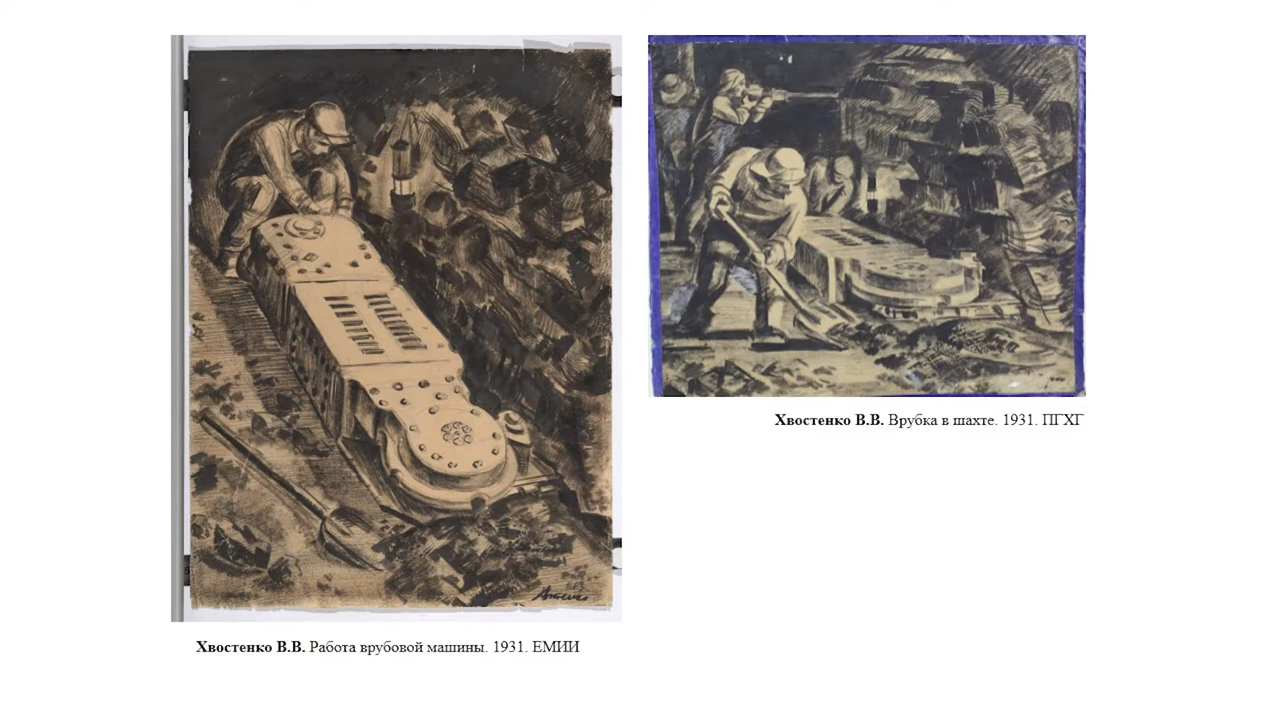 Хвостенко В.В. Врубка в шахте. 1931. ПГХГ
Хвостенко В.В. Работа врубовой машины. 1931. ЕМИИ